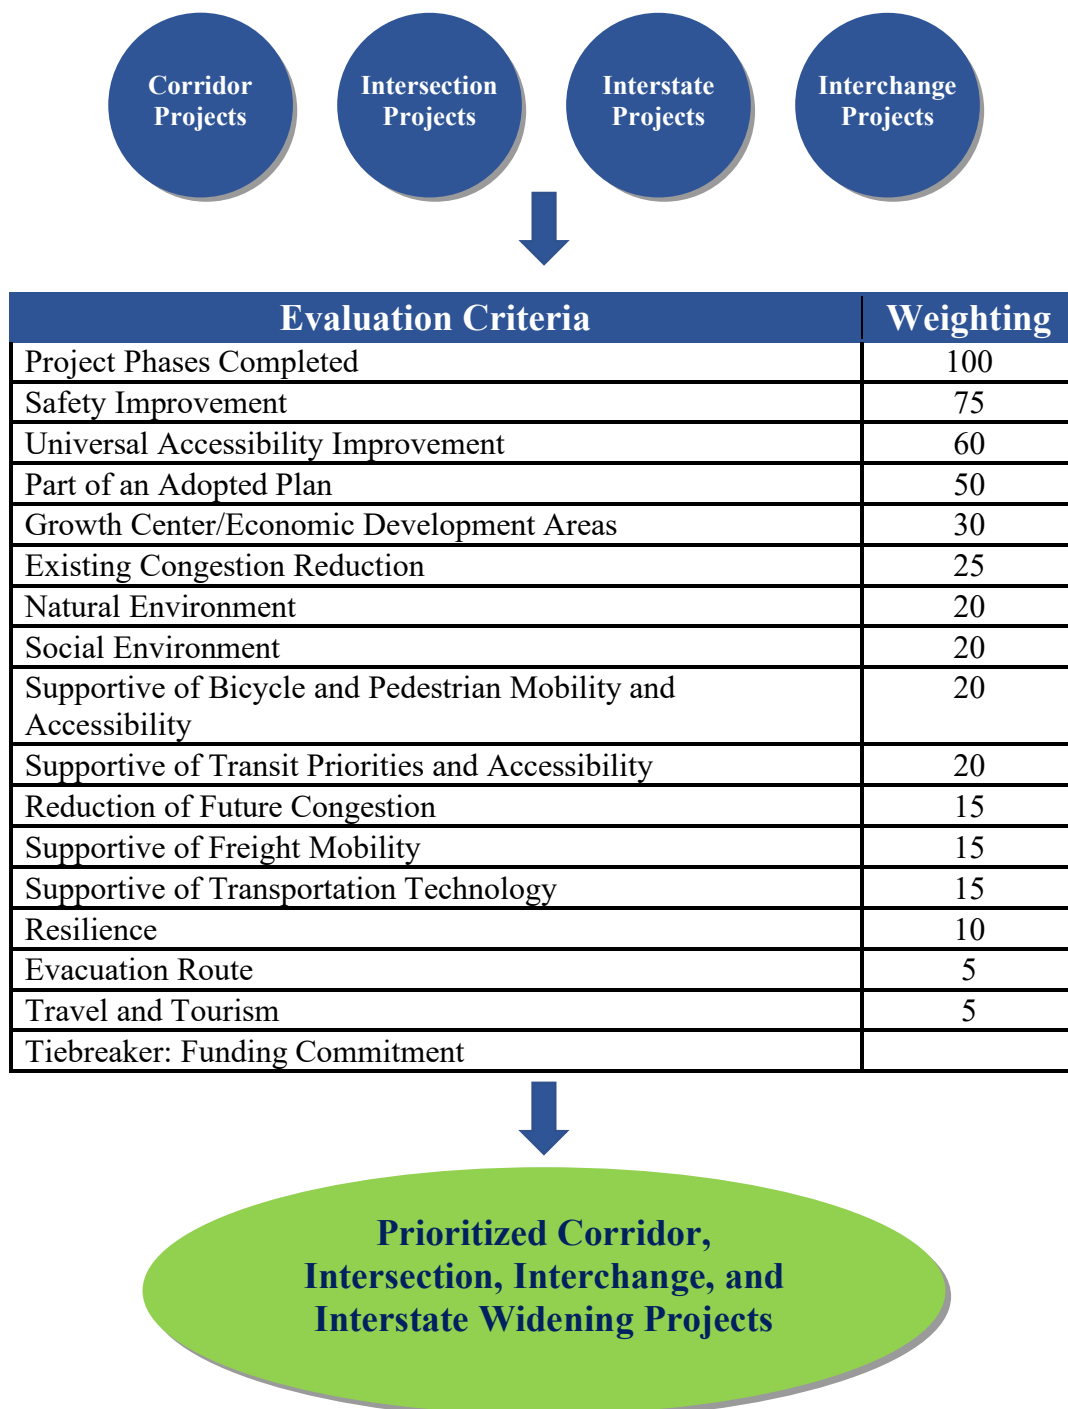 Corridor
Projects
Intersection
Projects
Interstate
Projects
Interchange
Projects
Evaluation Criteria Weighting
Project Phases Completed 100
Safety Improvement 75
Universal Accessibility Improvement 60
Part of an Adopted Plan 50
Growth Center/Economic Development Areas 30
Existing Congestion Reduction 25
Natural Environment 20
Social Environment 20
Supportive of Bicycle and Pedestrian Mobility and 20
Accessibility
Supportive of Transit Priorities and Accessibility 20
Reduction of Future Congestion 15
Supportive of Freight Mobility 15
Supportive of Transportation Technology 15
Resilience 10
Evacuation Route 5
Travel and Tourism 5
Tiebreaker: Funding Commitment
Prioritized Corridor,
Intersection, Interchange, and
Interstate Widening Projects